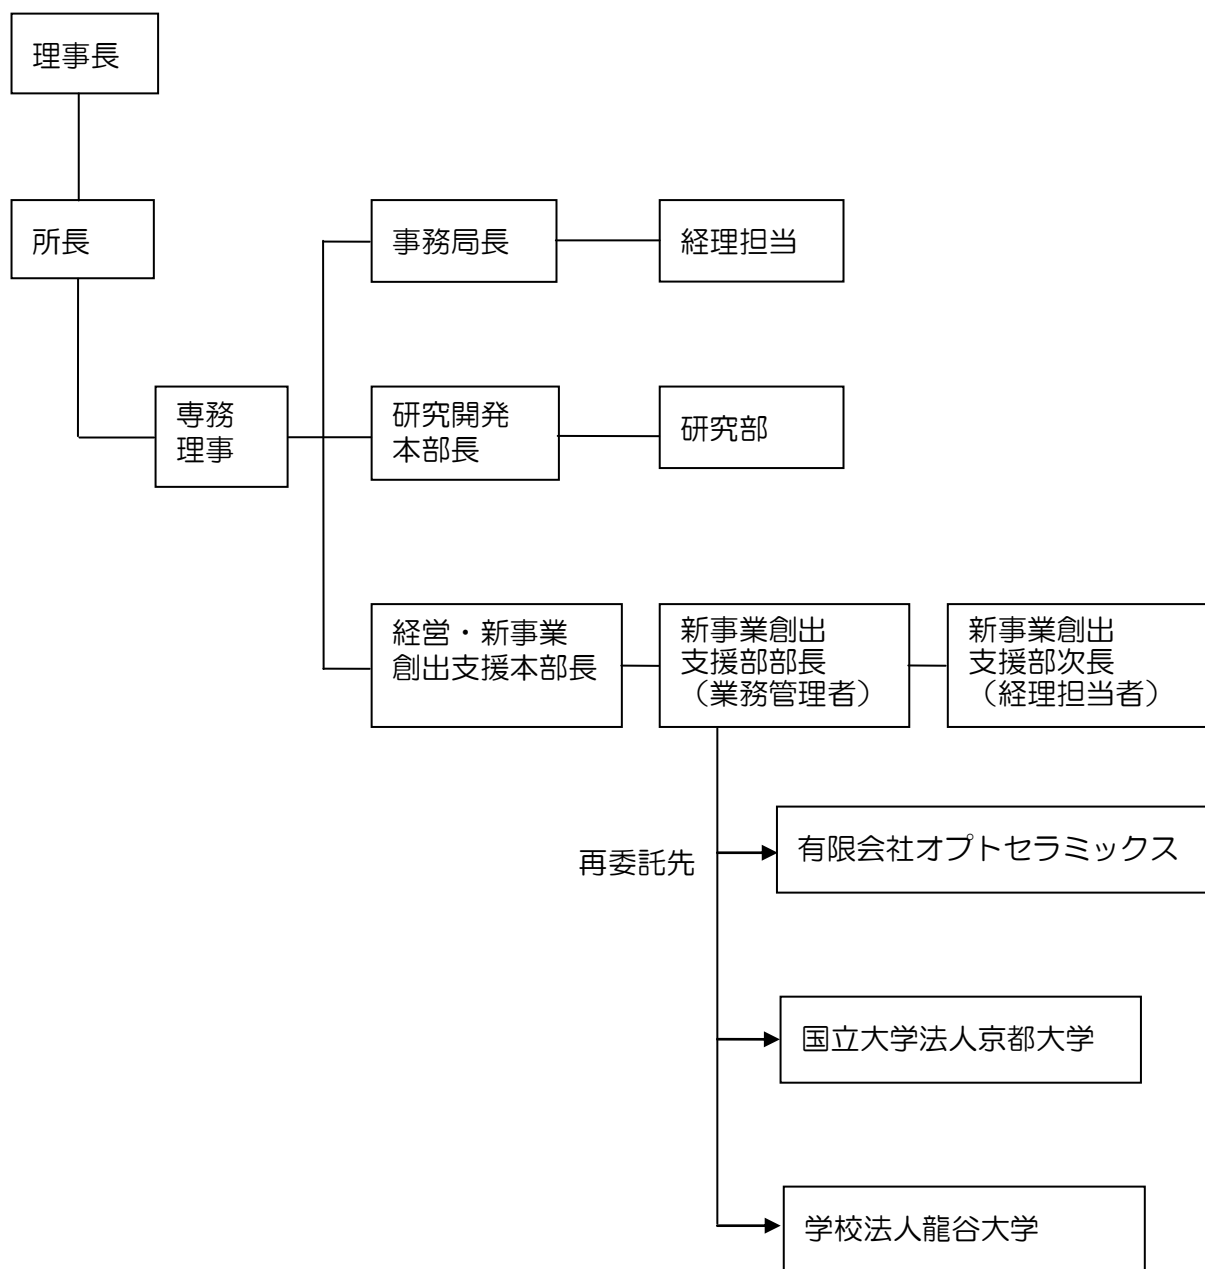 理事長
所長
事務局長
経理担当
専務
理事
研究開発
本部長
研究部
経営・新事業
創出支援本部長
新事業創出
支援部部長
（業務管理者）
新事業創出
支援部次長
（経理担当者）
再委託先
有限会社オプトセラミックス
国立大学法人京都大学
学校法人龍谷大学